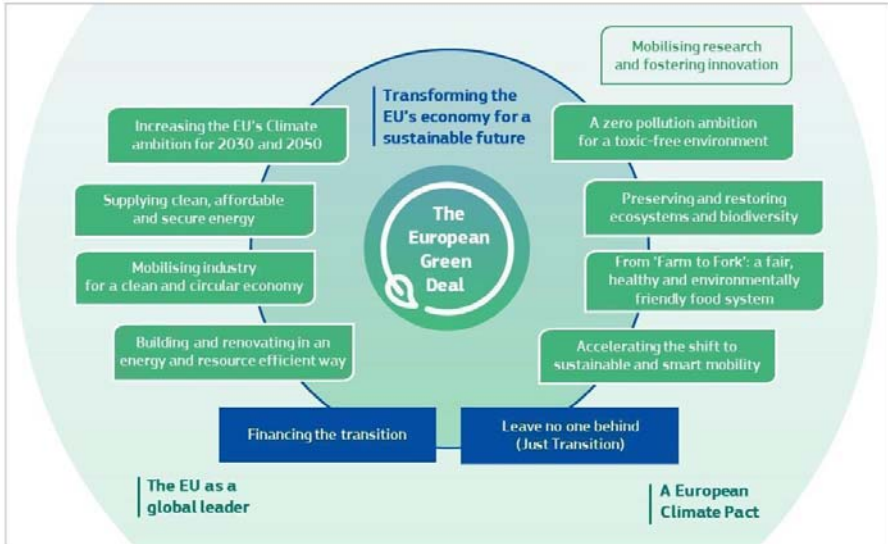 Mobilising research
and fostering innovation
Transforming the
EU's economy for a
sustainable future
Increasing the EU's Climate
ambition for 2030 and 2050
Supplying clean, affordable
and secure energy
Mobilising industry
for a clean and circular economy
Building and renovating in an
energy and resource efficient way
The
European
Green
Deal
A zero pollution ambition
for a toxic-free environment
Preserving and restoring
ecosystems and biodiversity
From 'Farm to Fork': a fair,
healthy and environmentally
friendly food system
Accelerating the shift to
sustainable and smart mobility
Financing the transition
Leave no one behind
(Just Transition)
The EU as a
global leader
A European
Climate Pact